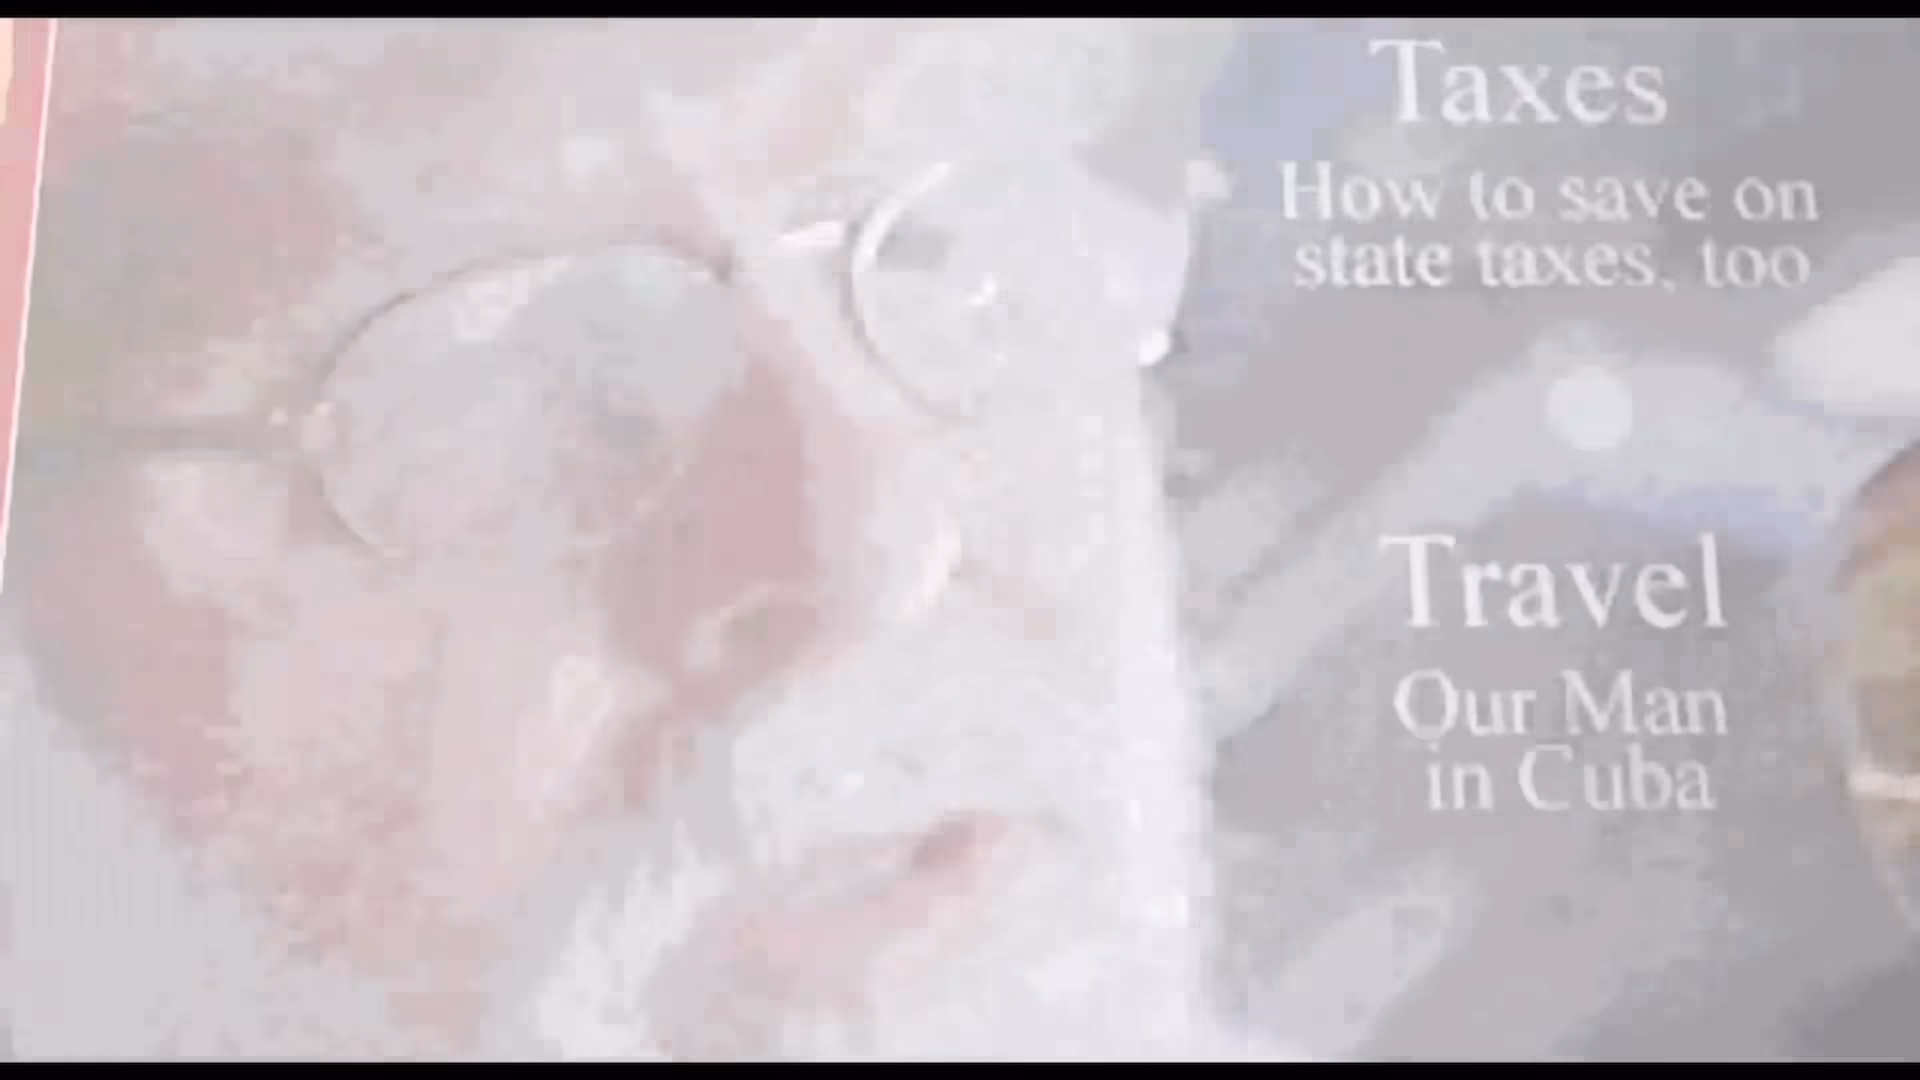 Taxes
How to save on
state taxes, too
Travel
Our Man
in Cuba